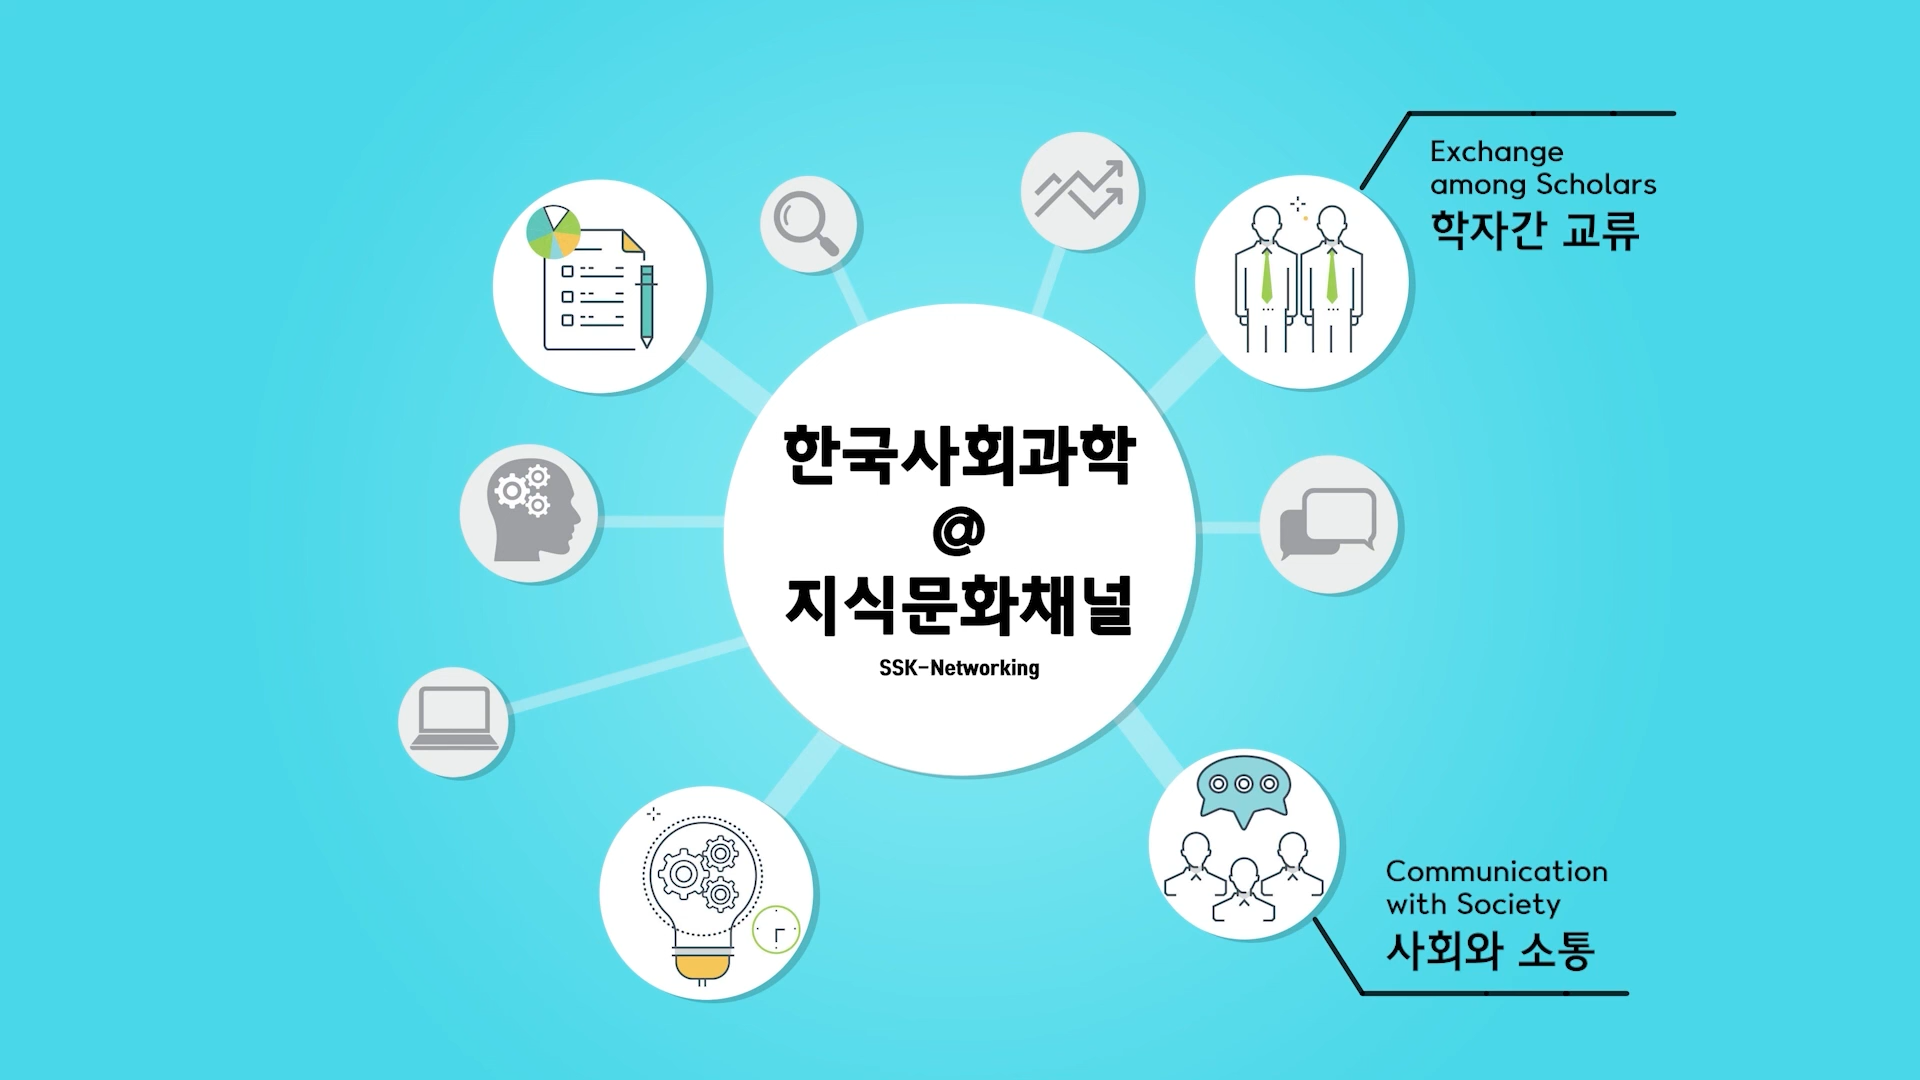 Exchange
among Scholars
학자간 교류
한국사회과학
@
지식문화채널
SSK-Networking
Communication
with Society
사회와 소통